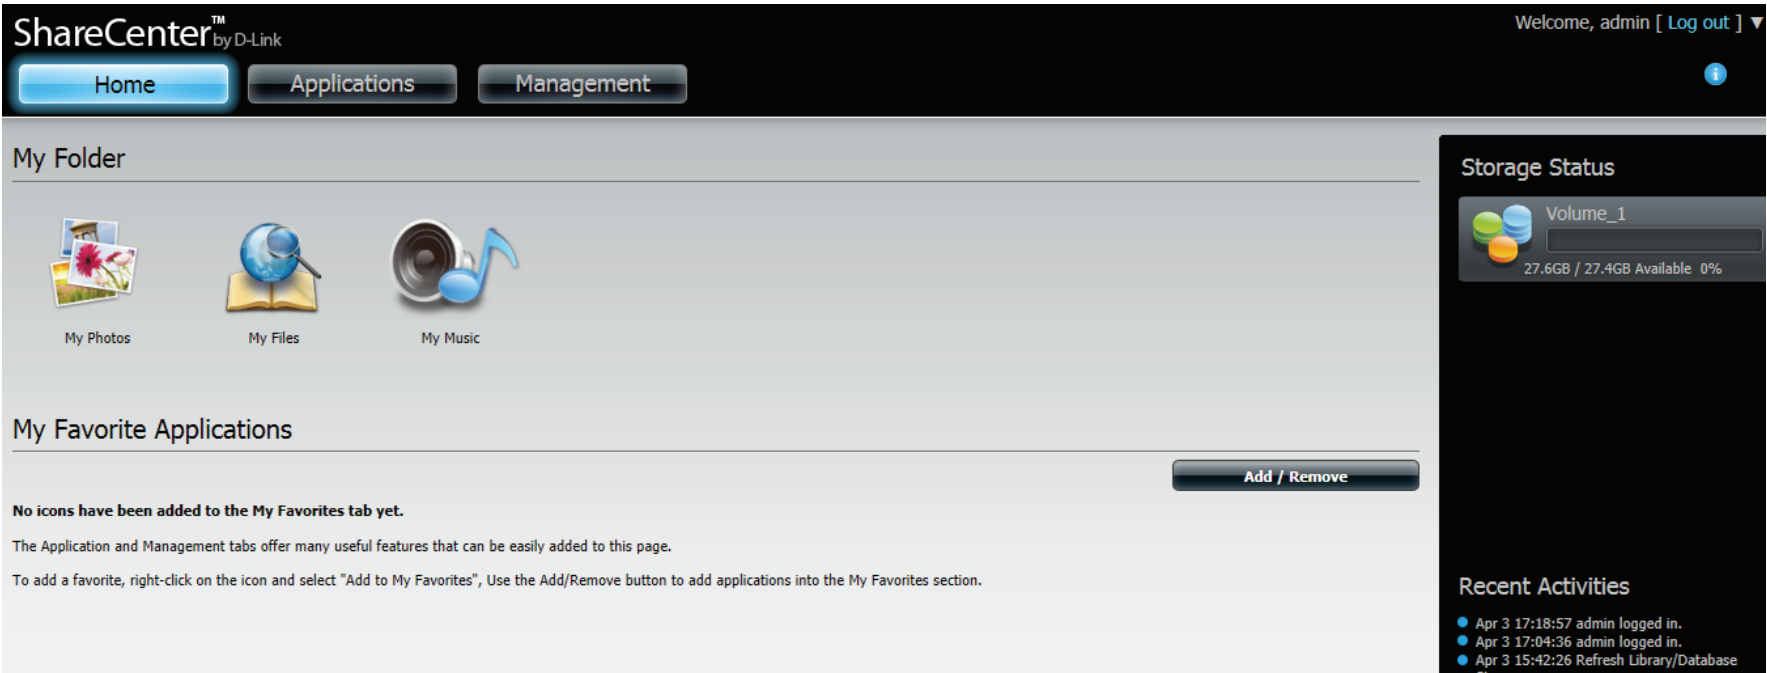 ShareCenter™ by D-Link
Welcome, admin [ Log out ] ▼
Home
Applications
Management
My Folder
My Photos
My Files
My Music
My Favorite Applications
Add / Remove
No icons have been added to the My Favorites tab yet.
The Application and Management tabs offer many useful features that can be easily added to this page.
To add a favorite, right-click on the icon and select "Add to My Favorites", Use the Add/Remove button to add applications into the My Favorites section.
Storage Status
Volume_1
27.6GB / 27.4GB Available 0%
Recent Activities
Apr 3 17:18:57 admin logged in.
Apr 3 17:04:36 admin logged in.
Apr 3 15:42:26 Refresh Library/Database